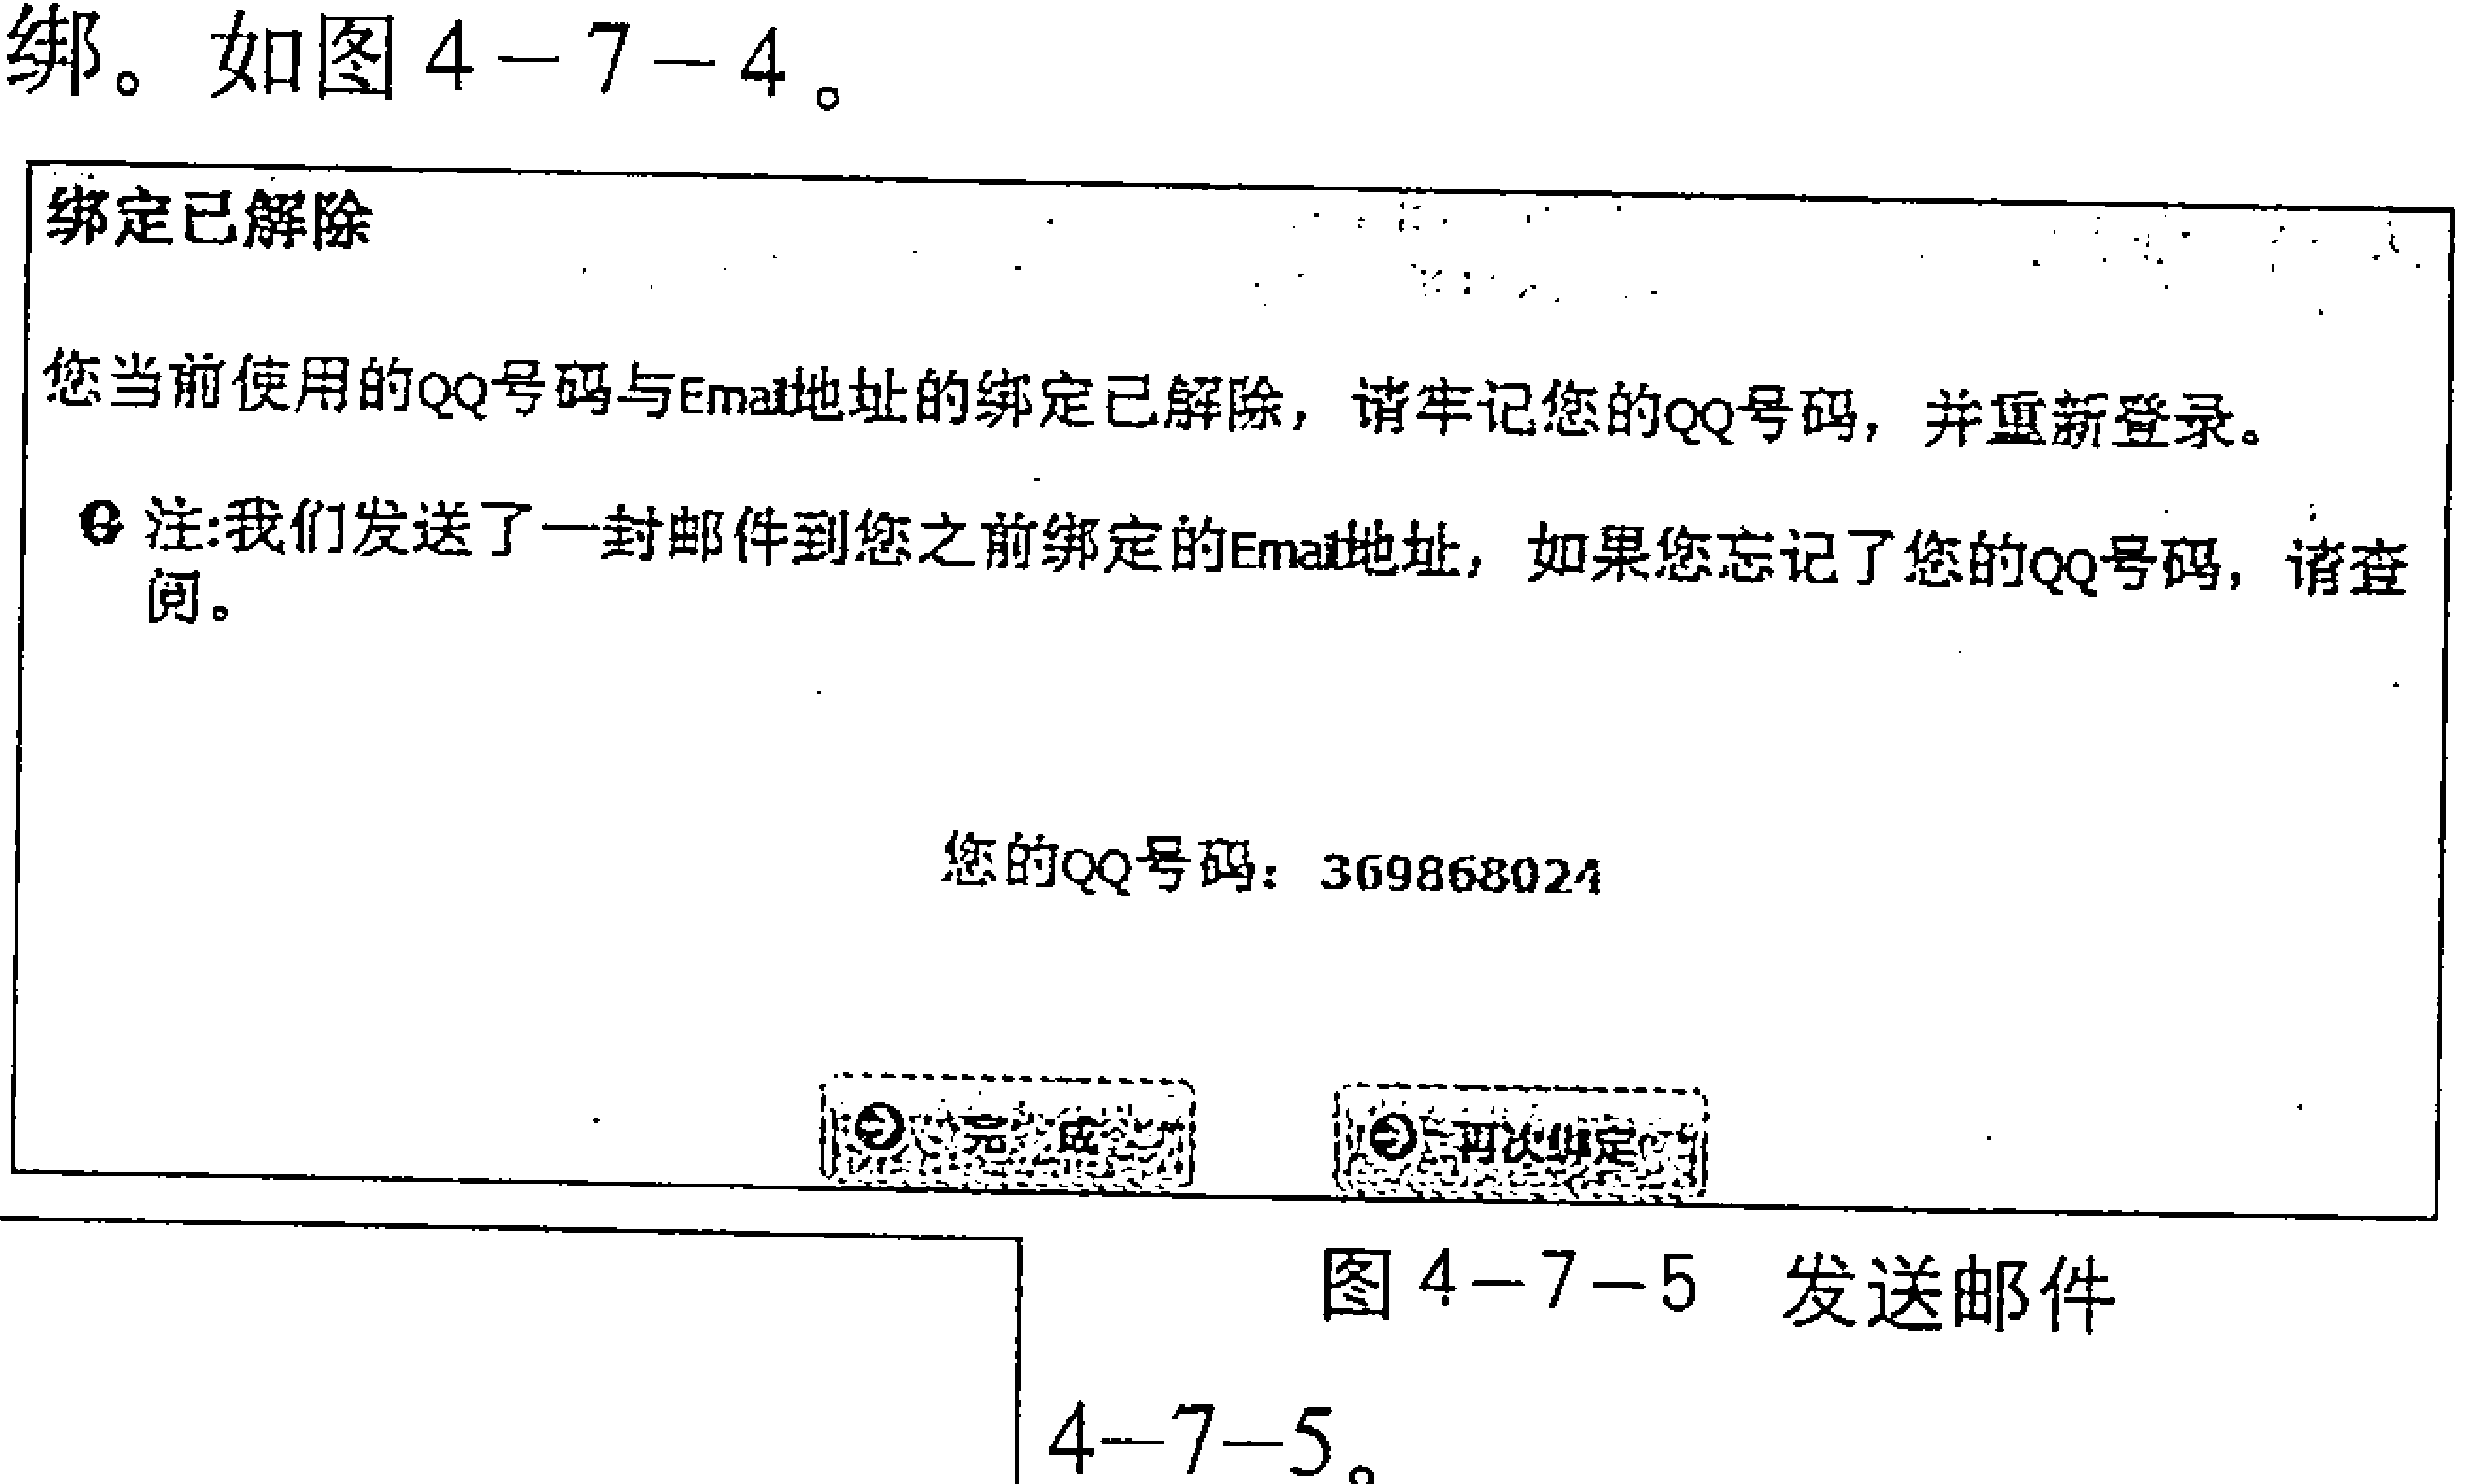 绑。如图4－7－4。
绑定已解除
您当前使用的QQ号码与Email地址的绑定已解除，请牢记您的QQ号码，并重新登录。
注:我们发送了一封邮件到您之前绑定的Email地址，如果您忘记了您的QQ号码，请查
阅。
您的QQ号码：369868024
完 成 再次绑定
图4－7－5 发送邮件
4－7－5。